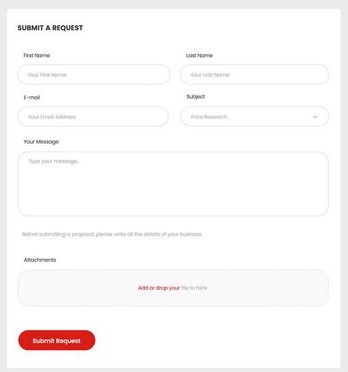 SUBMIT A REQUEST
First Name
Last Name
Your First Name
Your Last Name
E-mail
Subject
Your Email Address
Price Research
Your Message
Type your message...
Before submitting a proposal, please write all the details of your business.
Attachments
Add or drop your file to here.
Submit Request